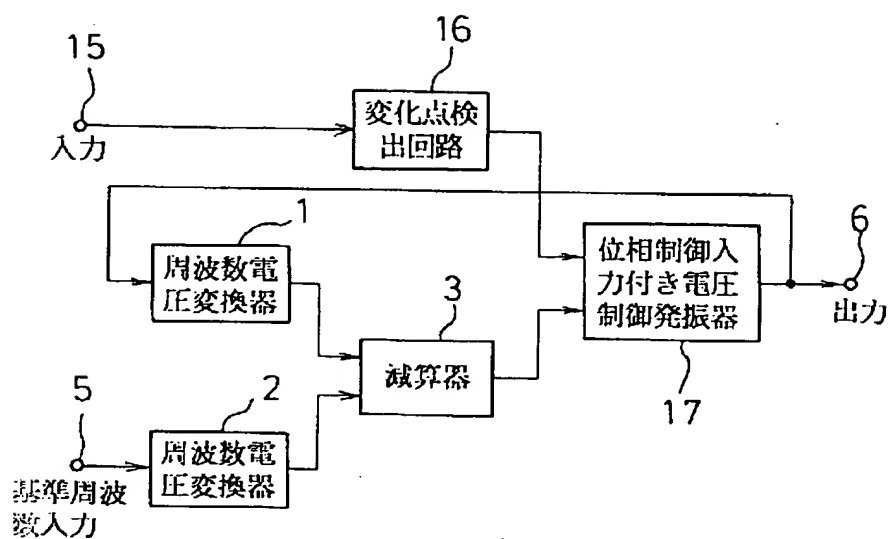 15
16
入力
変化点検
出回路
1
6
周波数電
圧変換器
位相制御入
力付き電圧
制御発振器
出力
3
減算器
17
5
2
基準周波
数入力
周波数電
圧変換器